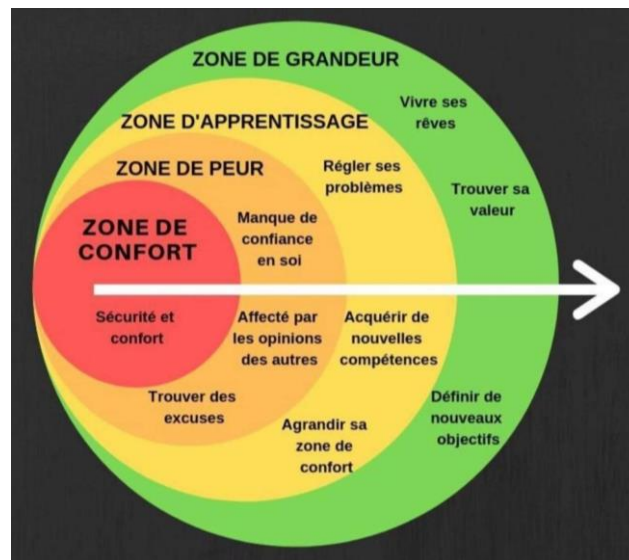 ZONE DE GRANDEUR
Vivre ses
rêves
Trouver sa
valeur
Définir de
nouveaux
objectifs
ZONE D'APPRENTISSAGE
Régler ses
problèmes
Acquérir de
nouvelles
compétences
Agrandir sa
zone de
confort
ZONE DE PEUR
Manque de
confiance
en soi
Affecté par
les opinions
des autres
Trouver des
excuses
ZONE DE
CONFORT
Sécurité et
confort